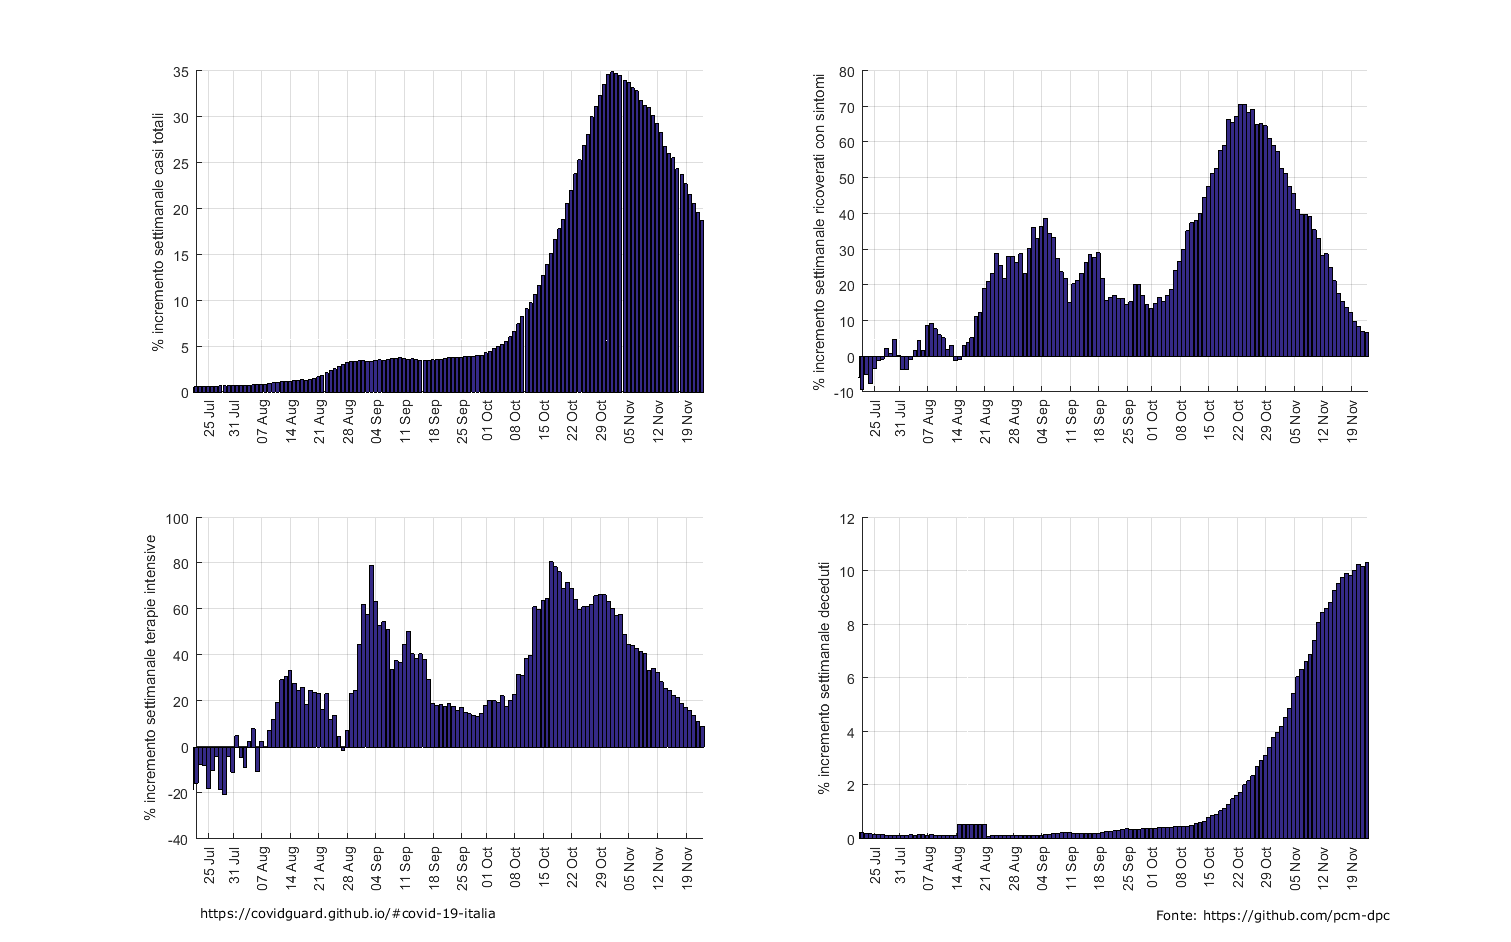 % incremento settimanale casi totali
35
30
25
20
15
10
5
0
25 Jul
31 Jul
07 Aug
14 Aug
21 Aug
28 Aug
04 Sep
11 Sep
18 Sep
25 Sep
01 Oct
08 Oct
15 Oct
22 Oct
29 Oct
05 Nov
12 Nov
19 Nov
% incremento settimanale ricoverati con sintomi
80
70
60
50
40
30
20
10
0
-10
25 Jul
31 Jul
07 Aug
14 Aug
21 Aug
28 Aug
04 Sep
11 Sep
18 Sep
25 Sep
01 Oct
08 Oct
15 Oct
22 Oct
29 Oct
05 Nov
12 Nov
19 Nov
% incremento settimanale terapie intensive
100
80
60
40
20
0
-20
-40
25 Jul
31 Jul
07 Aug
14 Aug
21 Aug
28 Aug
04 Sep
11 Sep
18 Sep
25 Sep
01 Oct
08 Oct
15 Oct
22 Oct
29 Oct
05 Nov
12 Nov
19 Nov
% incremento settimanale deceduti
12
10
8
6
4
2
0
25 Jul
31 Jul
07 Aug
14 Aug
21 Aug
28 Aug
04 Sep
11 Sep
18 Sep
25 Sep
01 Oct
08 Oct
15 Oct
22 Oct
29 Oct
05 Nov
12 Nov
19 Nov
https://covidguard.github.io/#covid-19-italia
Fonte: https://github.com/pcm-dpc